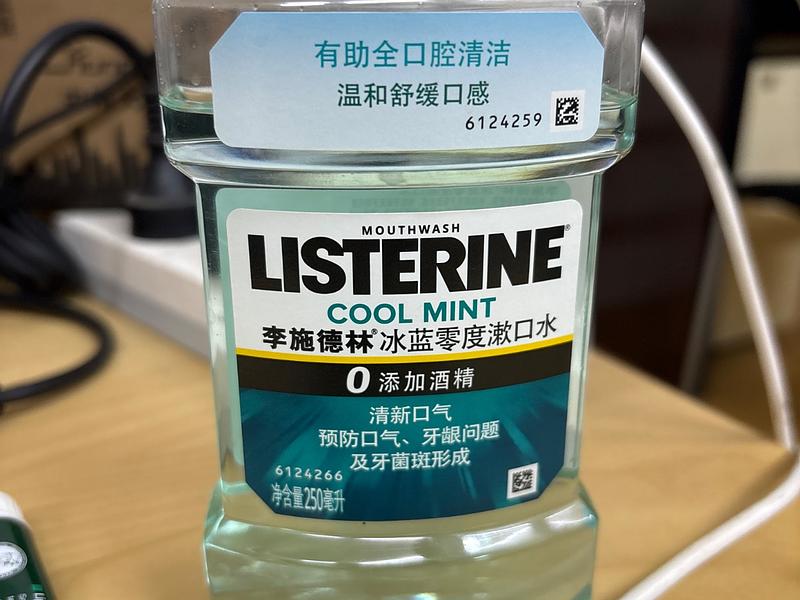 有助全口腔清洁
温和舒缓口感
6124259
MOUTHWASH
LISTERINE®
COOL MINT
李施德林®冰蓝零度漱口水
0 添加酒精
清新口气
预防口气、牙龈问题
及牙菌斑形成
6124266
净含量250毫升